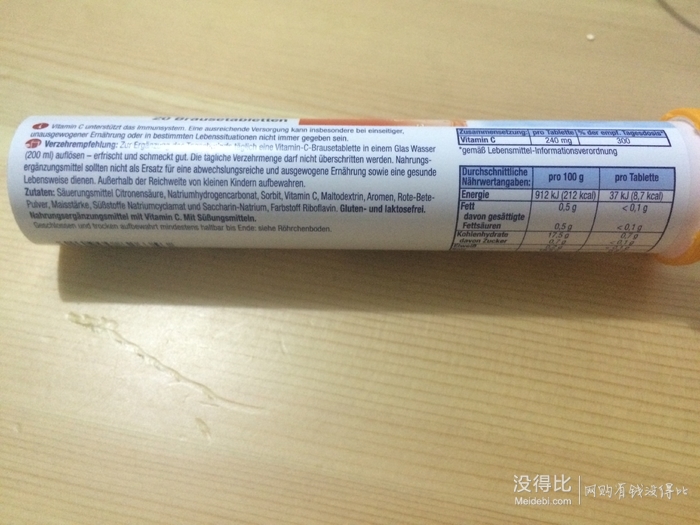 20 Brausetabletten
Vitamin C unterstützt das Immunsystem. Eine ausreichende Versorgung kann insbesondere bei einseitiger,
unausgewogener Ernährung oder in bestimmten Lebenssituationen nicht immer gegeben sein.
Verzehrempfehlung: Zur eine Vitamin-C-Brausetablette in einem Glas Wasser
(200 ml) auflösen – erfrischt und schmeckt gut. Die tägliche Verzehrmenge darf nicht überschritten werden. Nahrungs-
ergänzungsmittel sollten nicht als Ersatz für eine abwechslungsreiche und ausgewogene Ernährung sowie eine gesunde
Lebensweise dienen. Außerhalb der Reichweite von kleinen Kindern aufbewahren.
Zutaten: Säuerungsmittel Citronensäure, Natriumhydrogencarbonat, Sorbit, Vitamin C, Maltodextrin, Aromen, Rote-Bete-
Pulver, Maisstärke, Süßstoffe Natriumcyclamat und Saccharin-Natrium, Farbstoff Riboflavin. Gluten- und laktosefrei.
Nahrungsergänzungsmittel mit Vitamin C. Mit Süßungsmitteln.
Geschlossen und trocken aufbewahrt mindestens haltbar bis Ende: siehe Röhrchenboden.
Zusammensetzung: pro Tablette % der empf. Tagesdosis*
Vitamin C 240 mg 300
*gemäß Lebensmittel-Informationsverordnung
Durchschnittliche Nährwertangaben: pro 100 g pro Tablette
Energie 912 kJ (212 kcal) 37 kJ (8,7 kcal)
Fett 0,5 g <0,1 g
davon gesättigte
Fettsäuren 0,5 g <0,1 g
Kohlenhydrate 17,5 g 0,7 g
davon Zucker
没得比
Meidebi.com
网购有钱没得比